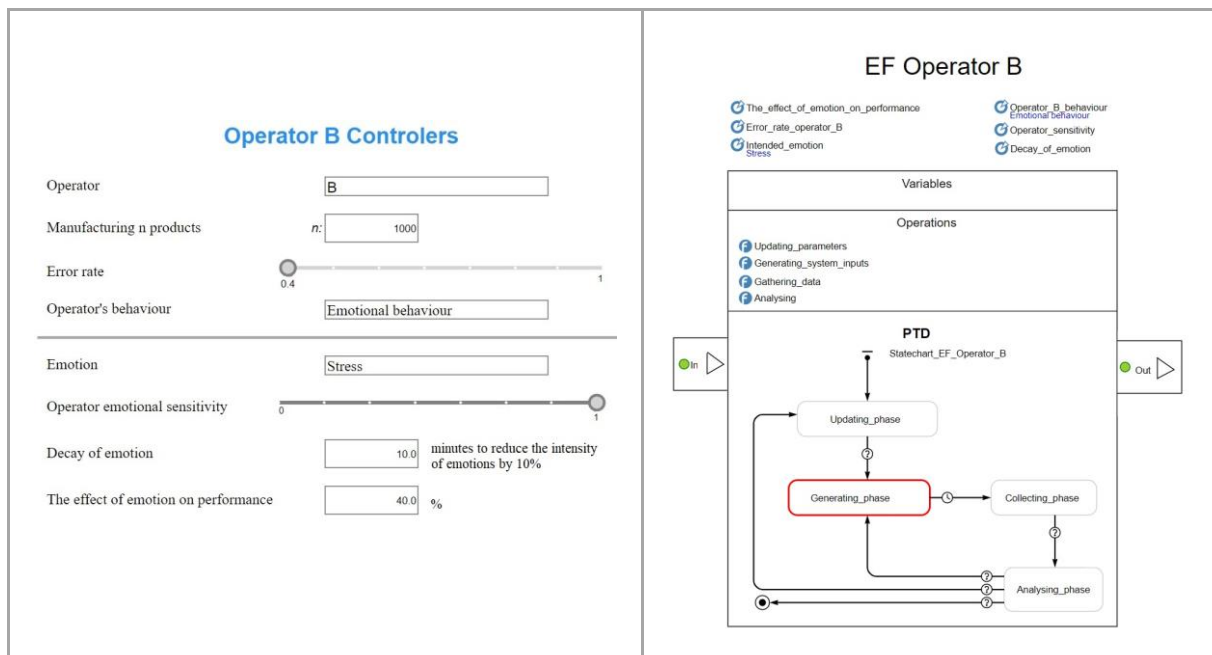 Operator B Controlers
Operator
B
Manufacturing n products
n:
1000
Error rate
0.4
1
Operator's behaviour
Emotional behaviour
Emotion
Stress
Operator emotional sensitivity
0
1
Decay of emotion
10.0
minutes to reduce the intensity
of emotions by 10%
The effect of emotion on performance
40.0
%
EF Operator B
The_effect_of_emotion_on_performance
Error_rate_operator_B
Intended_emotion
Stress
Operator_B_behaviour
Emotional behaviour
Operator_sensitivity
Decay_of_emotion
Variables
Operations
F Updating_parameters
F Generating_system_inputs
F Gathering_data
F Analysing
PTD
Statechart_EF_Operator_B
In
Out
Updating_phase
?
Generating_phase
Collecting_phase
?
?
?
?
Analysing_phase